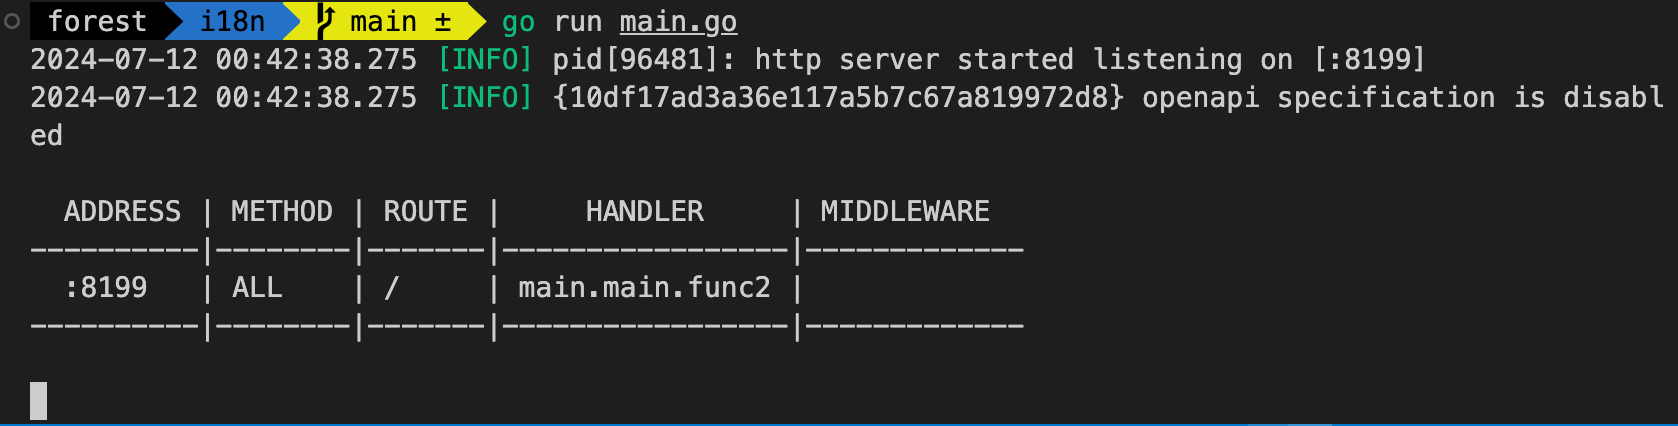 forest i18n main ± go run main.go
2024-07-12 00:42:38.275 [INFO] pid[96481]: http server started listening on [:8199]
2024-07-12 00:42:38.275 [INFO] {10df17ad3a36e117a5b7c67a819972d8} openapi specification is disabl
ed
ADDRESS | METHOD | ROUTE | HANDLER | MIDDLEWARE
----------|--------|-------|-----------------|-------------
:8199 | ALL | / | main.main.func2 |
----------|--------|-------|-----------------|-------------